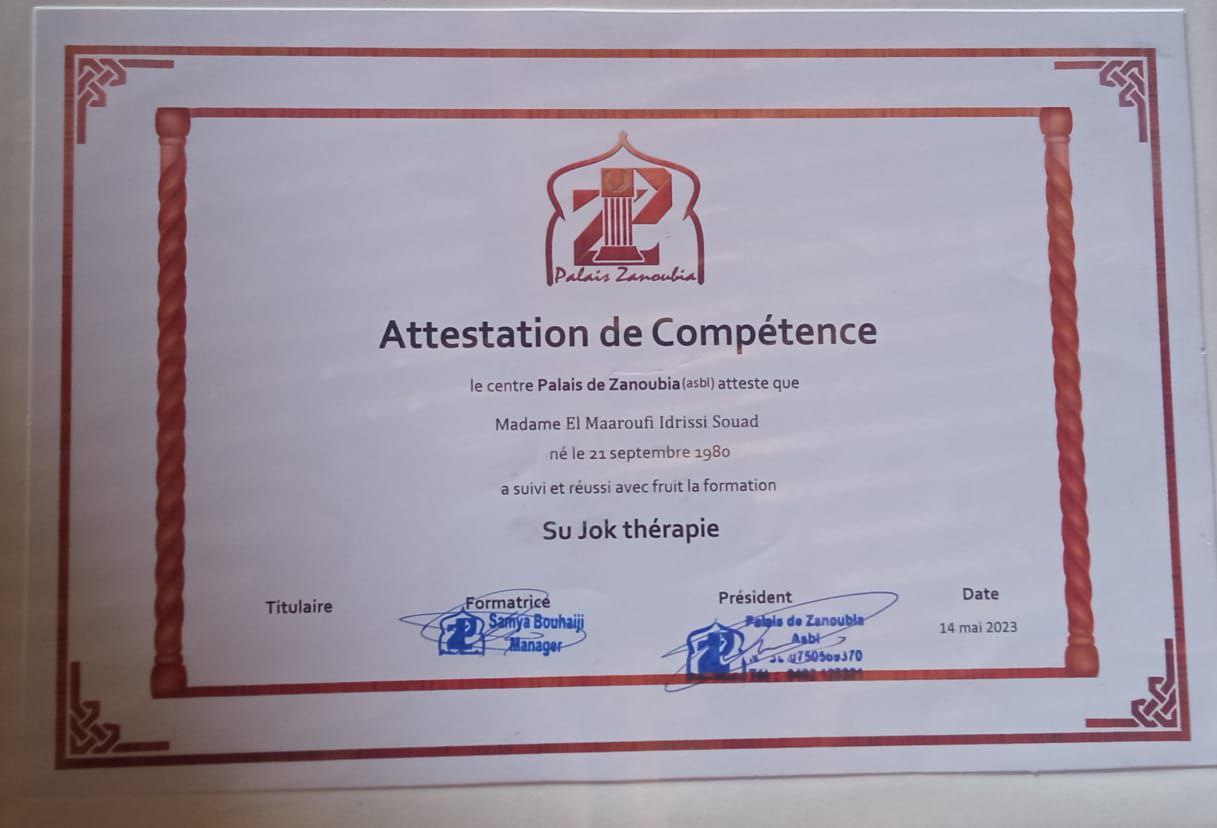 Palais Zanoubia
Attestation de Compétence
le centre Palais de Zanoubia (asbl) atteste que
Madame El Maaroufi Idrissi Souad
né le 21 septembre 1980
a suivi et réussi avec fruit la formation
Su Jok thérapie
Titulaire
Formatrice
Samya Bouhaiji
Manager
Président
Palais de Zanoubia
Asbl
Date
14 mai 2023